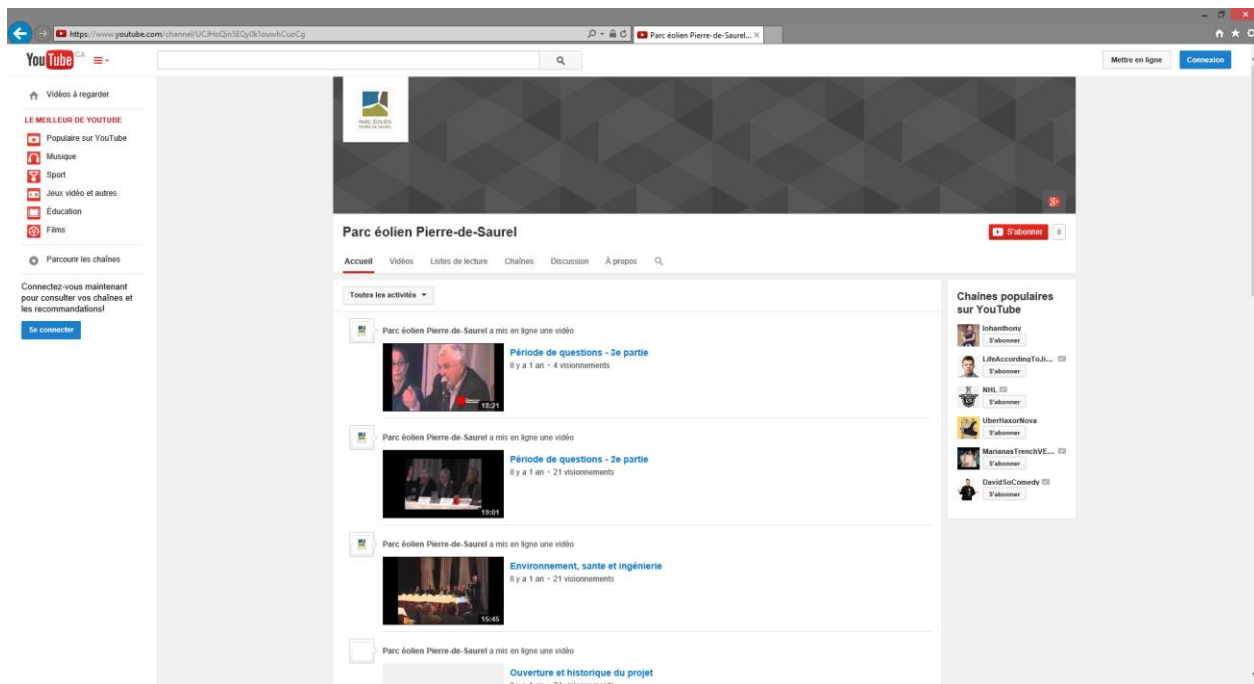 https://www.youtube.com/channel/UCJHoQin5EQy0k1ouwhCueCg
Parc éolien Pierre-de-Saurel...
YouTube CA
Mettre en ligne
Connexion
Vidéos à regarder
LE MEILLEUR DE YOUTUBE
Populaire sur YouTube
Musique
Sport
Jeux vidéo et autres
Éducation
Films
Parcourir les chaînes
Connectez-vous maintenant
pour consulter vos chaînes et
les recommandations!
Se connecter
PARC ÉOLIEN
PIERRE-DE-SAUREL
Parc éolien Pierre-de-Saurel
S'abonner
0
Accueil
Vidéos
Listes de lecture
Chaînes
Discussion
À propos
Toutes les activités
Parc éolien Pierre-de-Saurel a mis en ligne une vidéo
Période de questions - 3e partie
Il y a 1 an • 4 visionnements
18:21
Parc éolien Pierre-de-Saurel a mis en ligne une vidéo
Période de questions - 2e partie
Il y a 1 an • 21 visionnements
19:01
Parc éolien Pierre-de-Saurel a mis en ligne une vidéo
Environnement, sante et ingénierie
Il y a 1 an • 21 visionnements
15:45
Parc éolien Pierre-de-Saurel a mis en ligne une vidéo
Ouverture et historique du projet
Chaînes populaires
sur YouTube
lohanthony
S'abonner
LifeAccordingToJi...
S'abonner
NHL
S'abonner
UberHaxorNova
S'abonner
MarianasTrenchVE...
S'abonner
DavidSoComedy
S'abonner